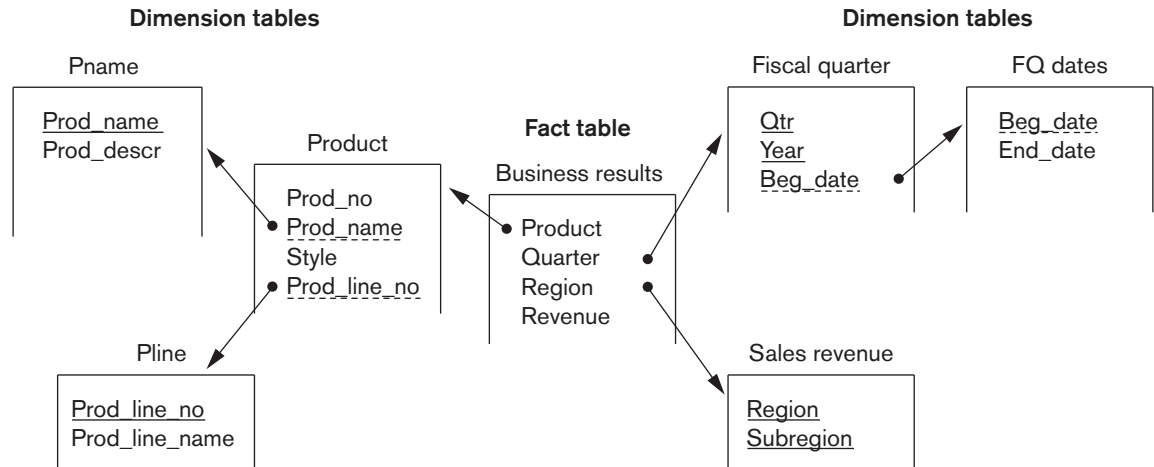 Dimension tables
Pname
Prod_name
Prod_descr
Product
Prod_no
Prod_name
Style
Prod_line_no
Pline
Prod_line_no
Prod_line_name
Fact table
Business results
Product
Quarter
Region
Revenue
Dimension tables
Fiscal quarter
Qtr
Year
Beg_date
FQ dates
Beg_date
End_date
Sales revenue
Region
Subregion